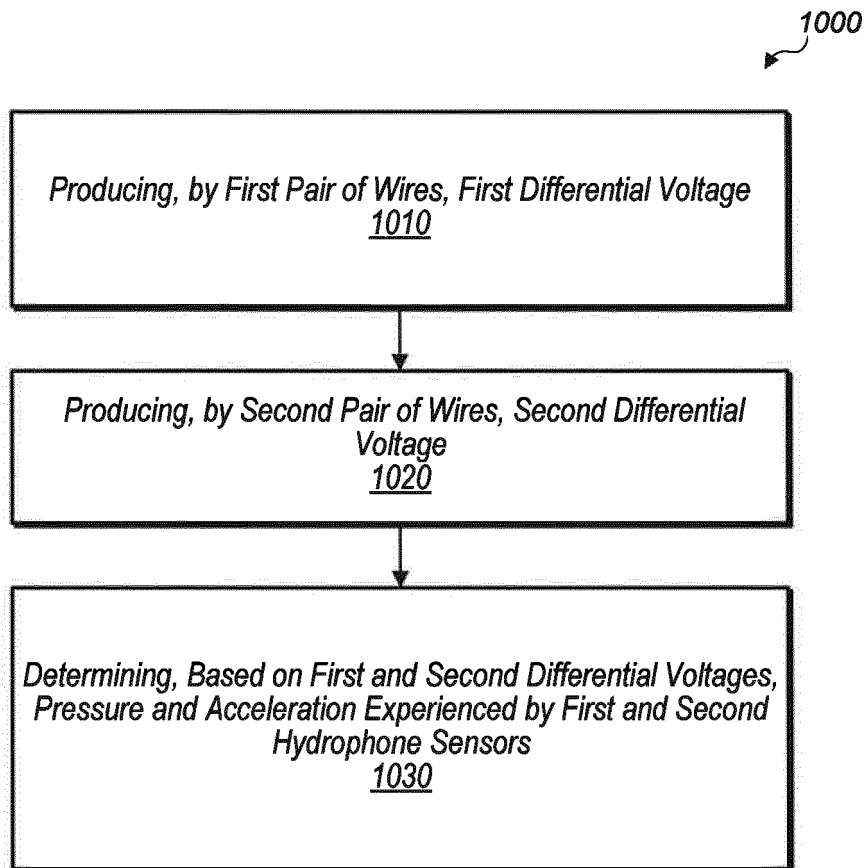 1000
Producing, by First Pair of Wires, First Differential Voltage
1010
Producing, by Second Pair of Wires, Second Differential
Voltage
1020
Determining, Based on First and Second Differential Voltages,
Pressure and Acceleration Experienced by First and Second
Hydrophone Sensors
1030